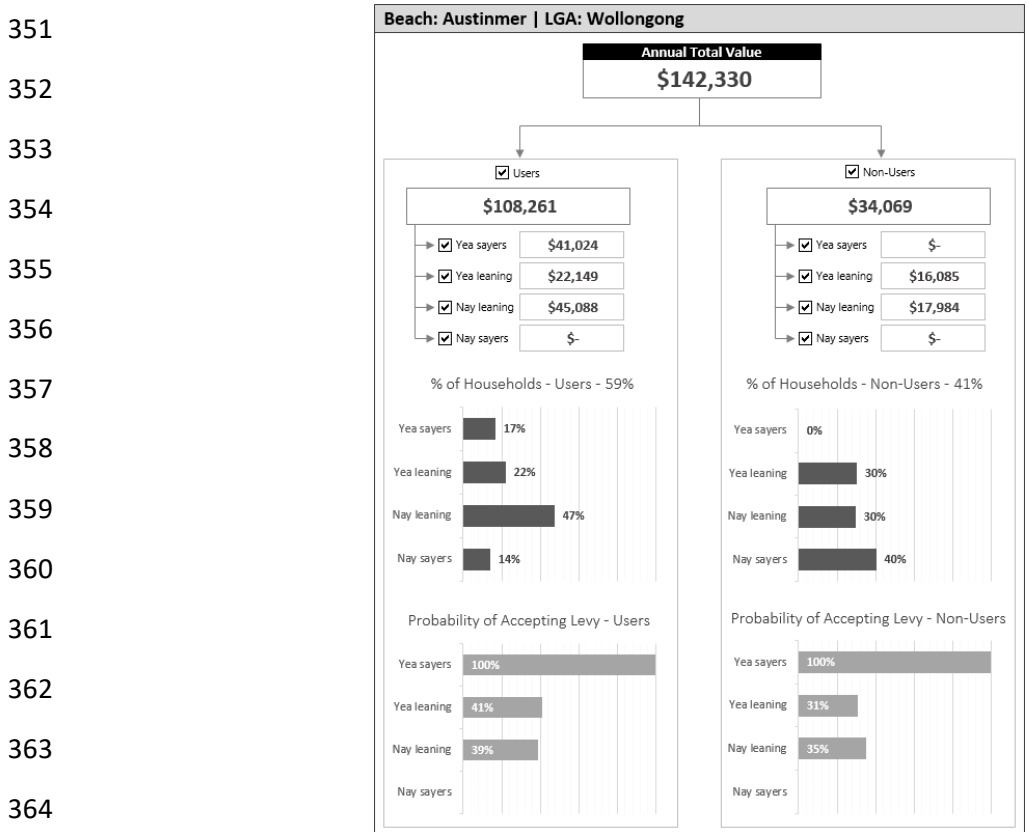 351
352
353
354
355
356
357
358
359
360
361
362
363
364
Beach: Austinmer | LGA: Wollongong
Annual Total Value
$142,330
Users
$108,261
Yea sayers $41,024
Yea leaning $22,149
Nay leaning $45,088
Nay sayers $-
% of Households - Users - 59%
Yea sayers 17%
Yea leaning 22%
Nay leaning 47%
Nay sayers 14%
Probability of Accepting Levy - Users
Yea sayers 100%
Yea leaning 41%
Nay leaning 39%
Nay sayers
Non-Users
$34,069
Yea sayers $-
Yea leaning $16,085
Nay leaning $17,984
Nay sayers $-
% of Households - Non-Users - 41%
Yea sayers 0%
Yea leaning 30%
Nay leaning 30%
Nay sayers 40%
Probability of Accepting Levy - Non-Users
Yea sayers 100%
Yea leaning 31%
Nay leaning 35%
Nay sayers